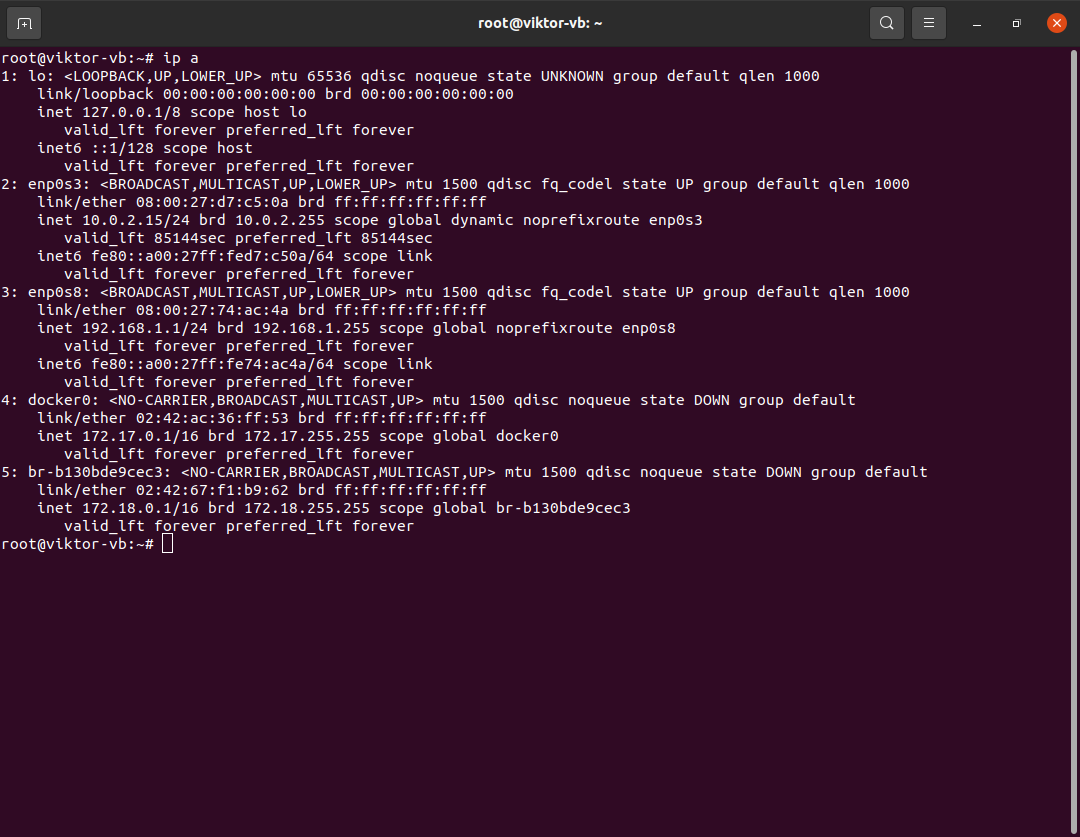 root@viktor-vb: ~
root@viktor-vb:~# ip a
1: lo: <LOOPBACK,UP,LOWER_UP> mtu 65536 qdisc noqueue state UNKNOWN group default qlen 1000
    link/loopback 00:00:00:00:00:00 brd 00:00:00:00:00:00
    inet 127.0.0.1/8 scope host lo
       valid_lft forever preferred_lft forever
    inet6 ::1/128 scope host
       valid_lft forever preferred_lft forever
2: enp0s3: <BROADCAST,MULTICAST,UP,LOWER_UP> mtu 1500 qdisc fq_codel state UP group default qlen 1000
    link/ether 08:00:27:d7:c5:0a brd ff:ff:ff:ff:ff:ff
    inet 10.0.2.15/24 brd 10.0.2.255 scope global dynamic noprefixroute enp0s3
       valid_lft 85144sec preferred_lft 85144sec
    inet6 fe80::a00:27ff:fed7:c50a/64 scope link
       valid_lft forever preferred_lft forever
3: enp0s8: <BROADCAST,MULTICAST,UP,LOWER_UP> mtu 1500 qdisc fq_codel state UP group default qlen 1000
    link/ether 08:00:27:74:ac:4a brd ff:ff:ff:ff:ff:ff
    inet 192.168.1.1/24 brd 192.168.1.255 scope global noprefixroute enp0s8
       valid_lft forever preferred_lft forever
    inet6 fe80::a00:27ff:fe74:ac4a/64 scope link
       valid_lft forever preferred_lft forever
4: docker0: <NO-CARRIER,BROADCAST,MULTICAST,UP> mtu 1500 qdisc noqueue state DOWN group default
    link/ether 02:42:ac:36:ff:53 brd ff:ff:ff:ff:ff:ff
    inet 172.17.0.1/16 brd 172.17.255.255 scope global docker0
       valid_lft forever preferred_lft forever
5: br-b130bde9cec3: <NO-CARRIER,BROADCAST,MULTICAST,UP> mtu 1500 qdisc noqueue state DOWN group default
    link/ether 02:42:67:f1:b9:62 brd ff:ff:ff:ff:ff:ff
    inet 172.18.0.1/16 brd 172.18.255.255 scope global br-b130bde9cec3
       valid_lft forever preferred_lft forever
root@viktor-vb:~#